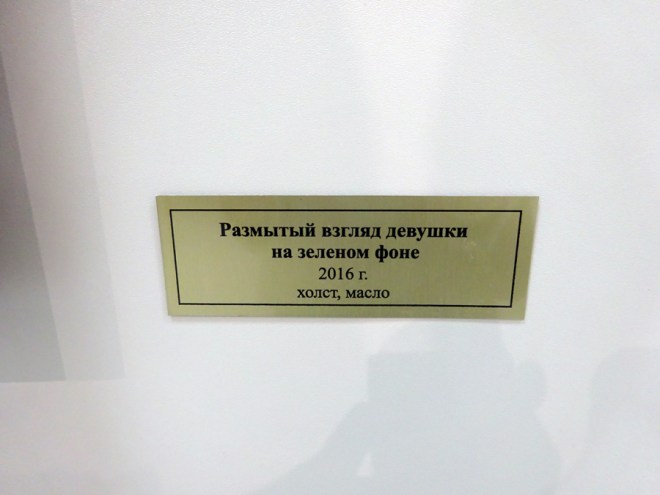 Размытый взгляд девушки
на зеленом фоне
2016 г.
холст, масло